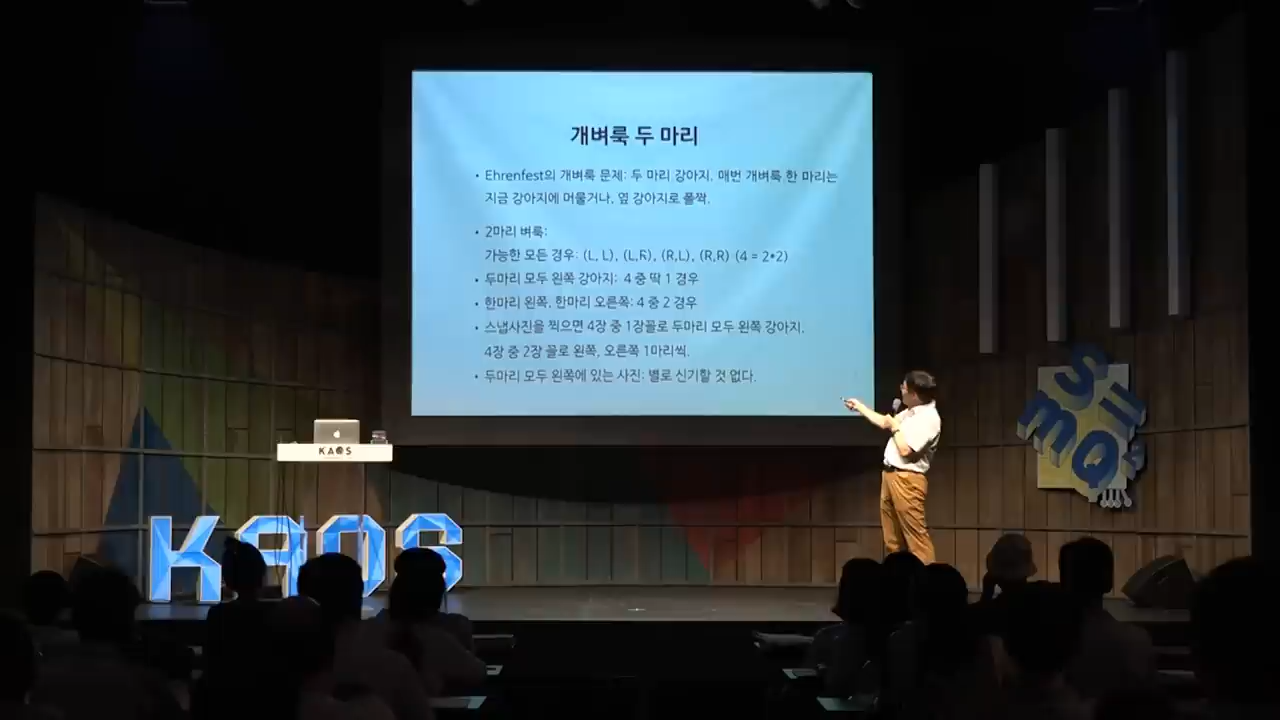 개벼룩 두 마리
• Ehrenfest의 개벼룩 문제: 두 마리 강아지. 매번 개벼룩 한 마리는
지금 강아지에 머물거나, 옆 강아지로 폴짝.
• 2마리 벼룩:
가능한 모든 경우: (L, L), (L,R), (R,L), (R,R) (4 = 2*2)
• 두마리 모두 왼쪽 강아지: 4 중 딱 1 경우
• 한마리 왼쪽, 한마리 오른쪽: 4 중 2 경우
• 스냅사진을 찍으면 4장 중 1장꼴로 두마리 모두 왼쪽 강아지.
4장 중 2장 꼴로 왼쪽, 오른쪽 1마리씩.
• 두마리 모두 왼쪽에 있는 사진: 별로 신기할 것 없다.
KAOS
KAOS